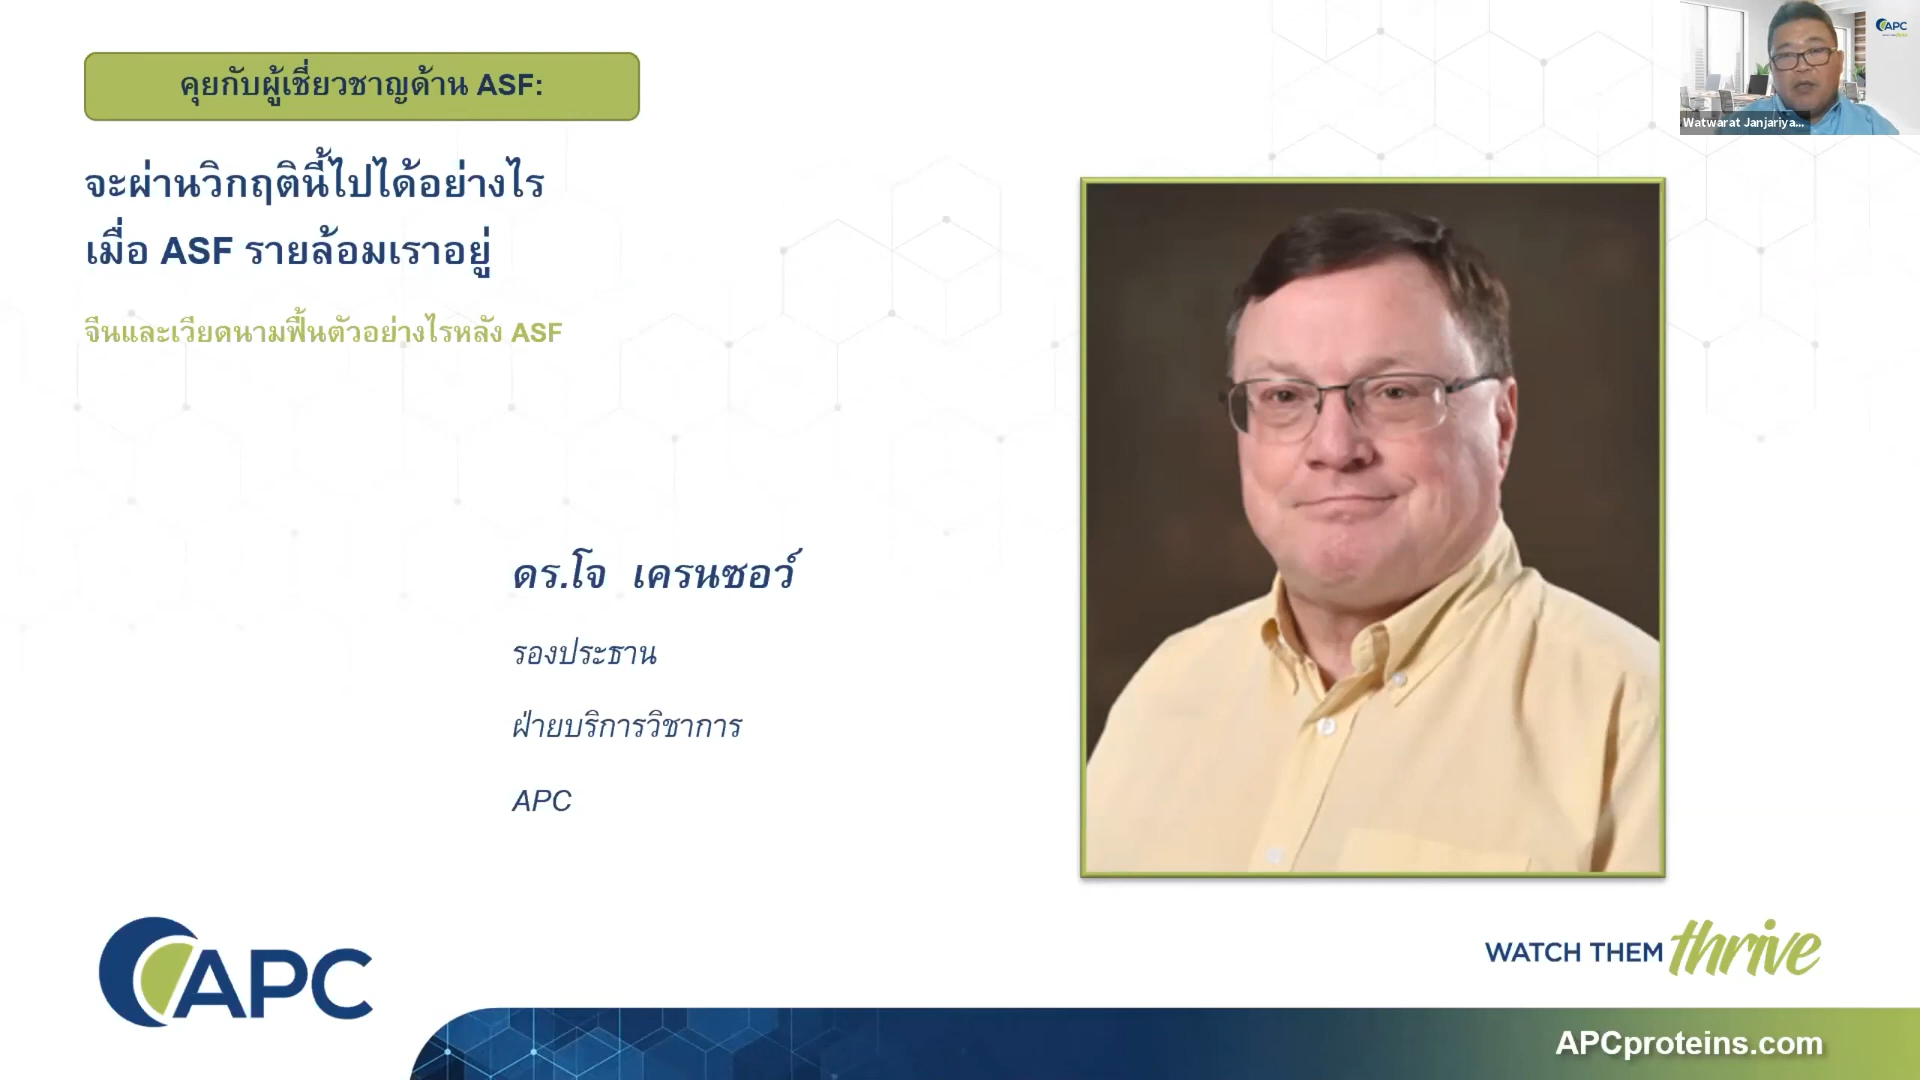 คุยกับผู้เชี่ยวชาญด้าน ASF:
จะผ่านวิกฤตินี้ไปได้อย่างไร
เมื่อ ASF รายล้อมเราอยู่
จีนและเวียดนามฟื้นตัวอย่างไรหลัง ASF
APC
Watwarat Janjariya...
ดร.โจ เครนชอว์
รองประธาน
ฝ่ายบริการวิชาการ
APC
APC
WATCH THEM thrive
APCproteins.com